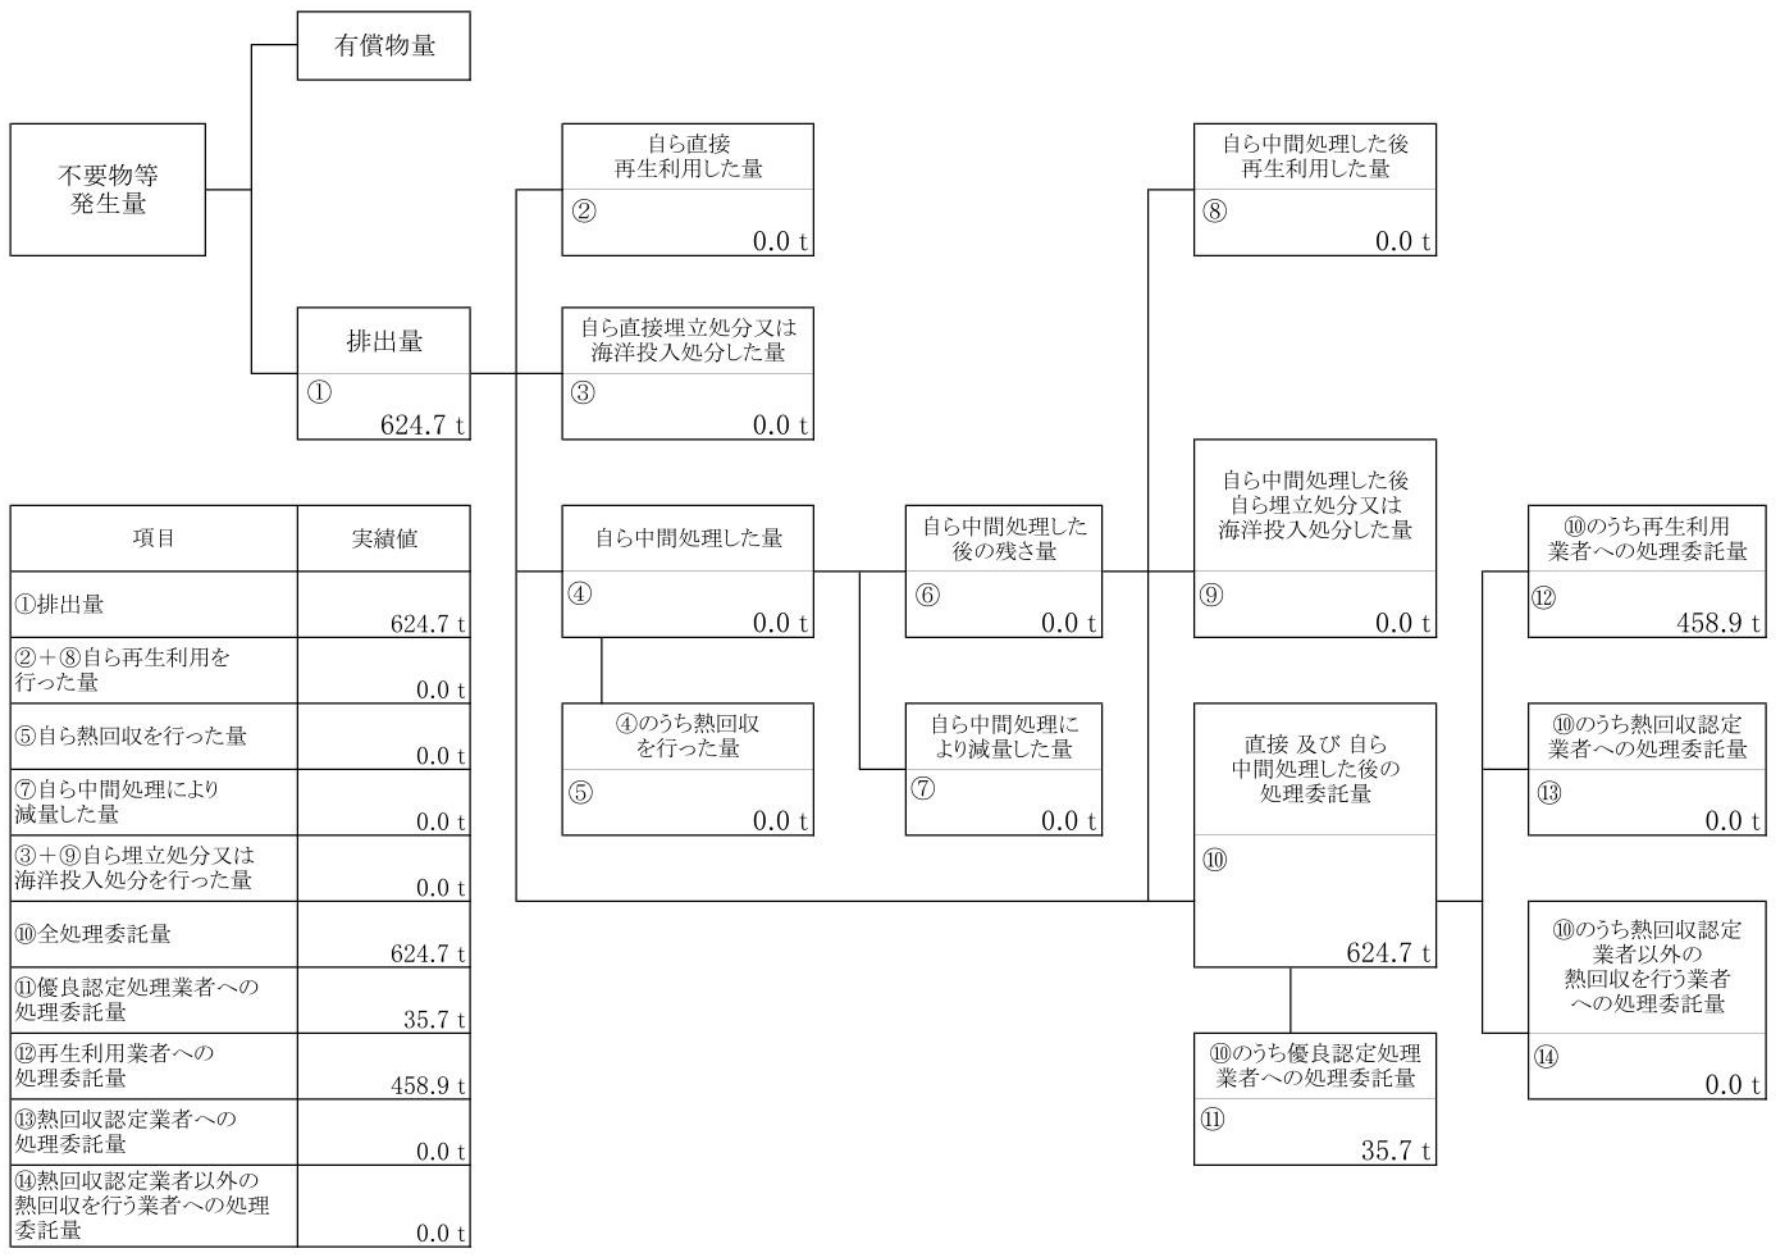 有償物量
不要物等
発生量
自ら直接
再生利用した量
②
0.0 t
自ら中間処理した後
再生利用した量
⑧
0.0 t
排出量
①
624.7 t
自ら直接埋立処分又は
海洋投入処分した量
③
0.0 t
自ら中間処理した量
④
0.0 t
自ら中間処理した
後の残さ量
⑥
0.0 t
自ら中間処理した後
自ら埋立処分又は
海洋投入処分した量
⑨
0.0 t
⑩のうち再生利用
業者への処理委託量
⑫
458.9 t
④のうち熱回収
を行った量
⑤
0.0 t
自ら中間処理に
より減量した量
⑦
0.0 t
直接 及び 自ら
中間処理した後の
処理委託量
⑩
624.7 t
⑩のうち熱回収認定
業者への処理委託量
⑬
0.0 t
⑩のうち熱回収認定
業者以外の
熱回収を行う業者
への処理委託量
⑭
0.0 t
⑩のうち優良認定処理
業者への処理委託量
⑪
35.7 t
項目 実績値
①排出量
624.7 t
②＋⑧自ら再生利用を
行った量
0.0 t
⑤自ら熱回収を行った量
0.0 t
⑦自ら中間処理により
減量した量
0.0 t
③＋⑨自ら埋立処分又は
海洋投入処分を行った量
0.0 t
⑩全処理委託量
624.7 t
⑪優良認定処理業者への
処理委託量
35.7 t
⑫再生利用業者への
処理委託量
458.9 t
⑬熱回収認定業者への
処理委託量
0.0 t
⑭熱回収認定業者以外の
熱回収を行う業者への処理
委託量
0.0 t